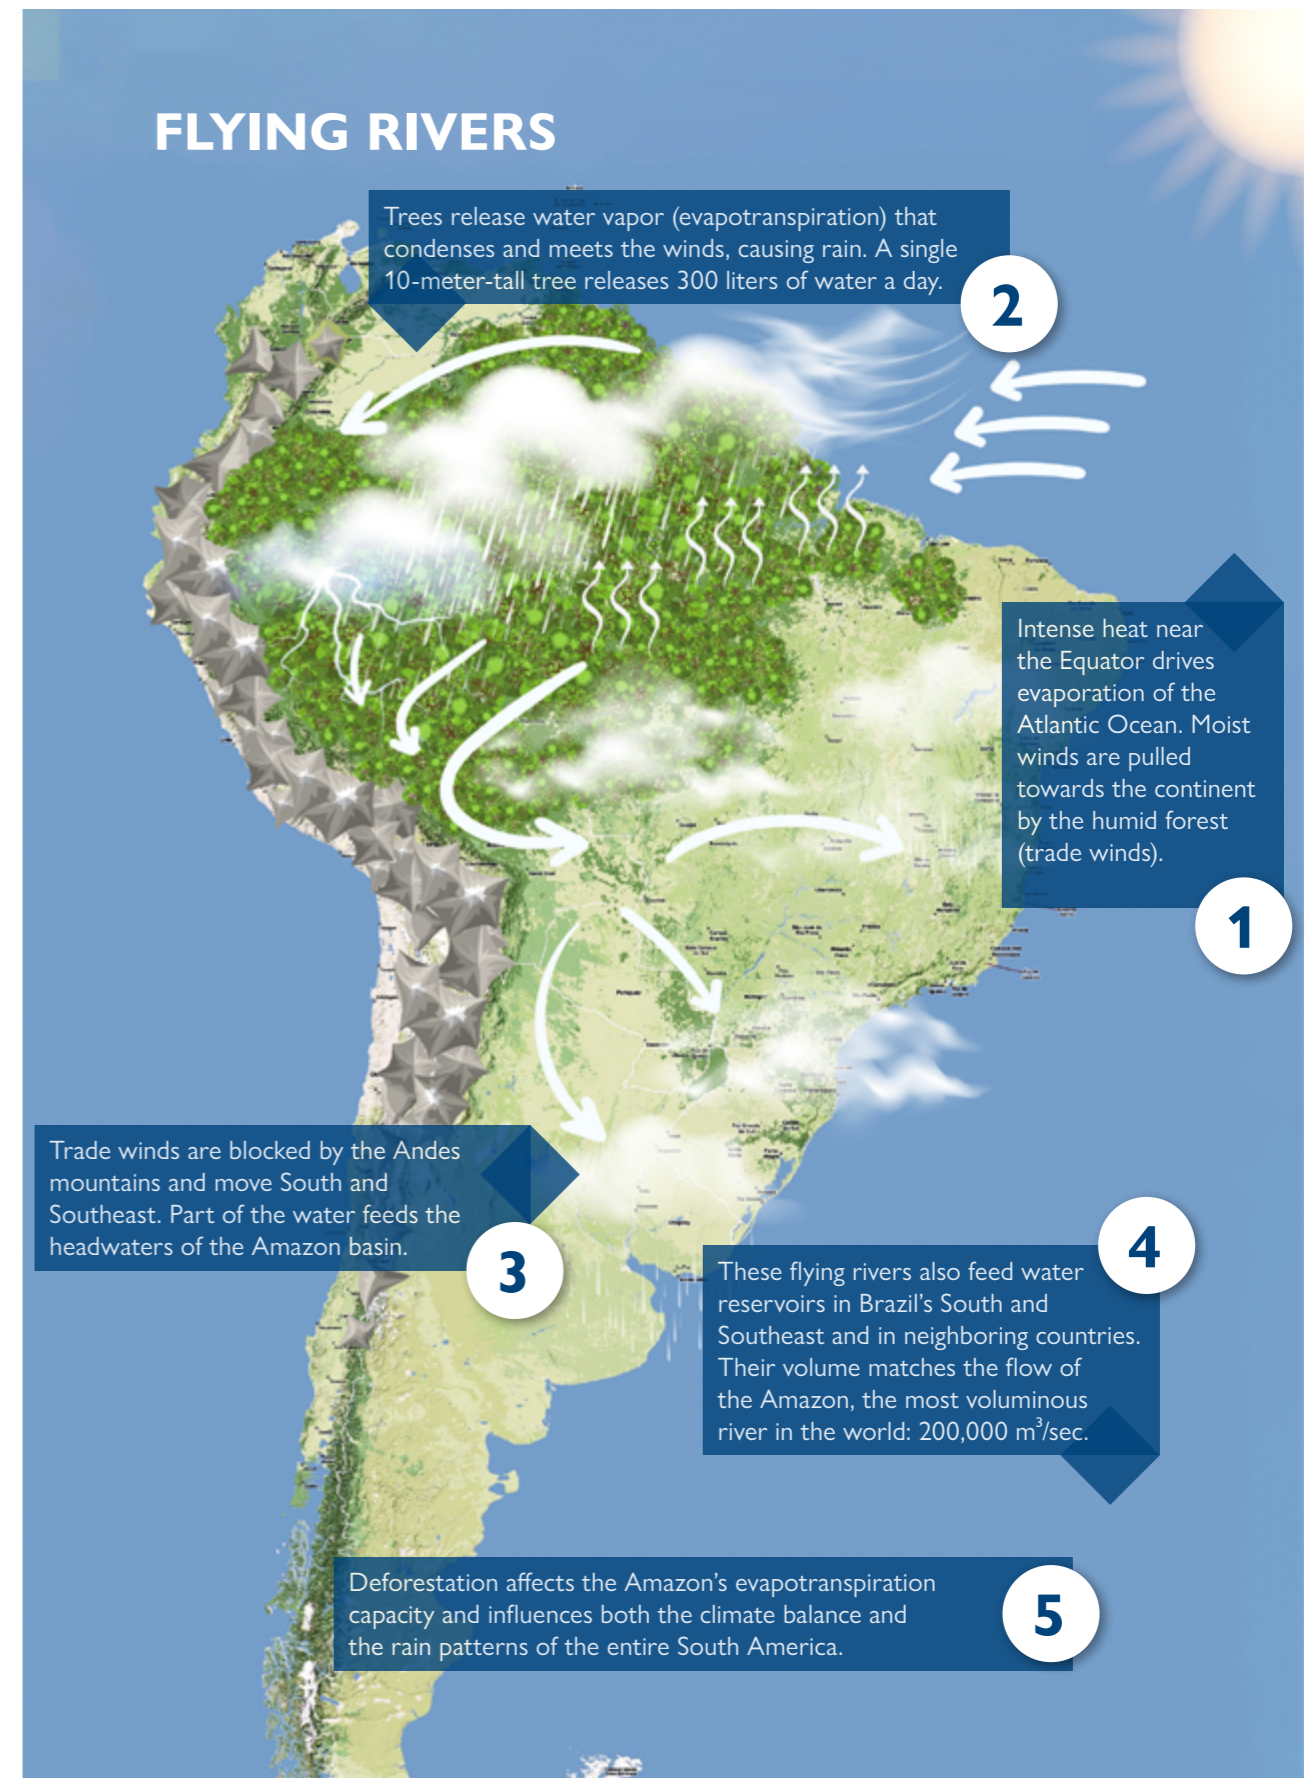 FLYING RIVERS
Trees release water vapor (evapotranspiration) that
condenses and meets the winds, causing rain. A single
10-meter-tall tree releases 300 liters of water a day.
2
Intense heat near
the Equator drives
evaporation of the
Atlantic Ocean. Moist
winds are pulled
towards the continent
by the humid forest
(trade winds).
1
Trade winds are blocked by the Andes
mountains and move South and
Southeast. Part of the water feeds the
headwaters of the Amazon basin.
3
4
These flying rivers also feed water
reservoirs in Brazil’s South and
Southeast and in neighboring countries.
Their volume matches the flow of
the Amazon, the most voluminous
river in the world: 200,000 m³/sec.
Deforestation affects the Amazon’s evapotranspiration
capacity and influences both the climate balance and
the rain patterns of the entire South America.
5